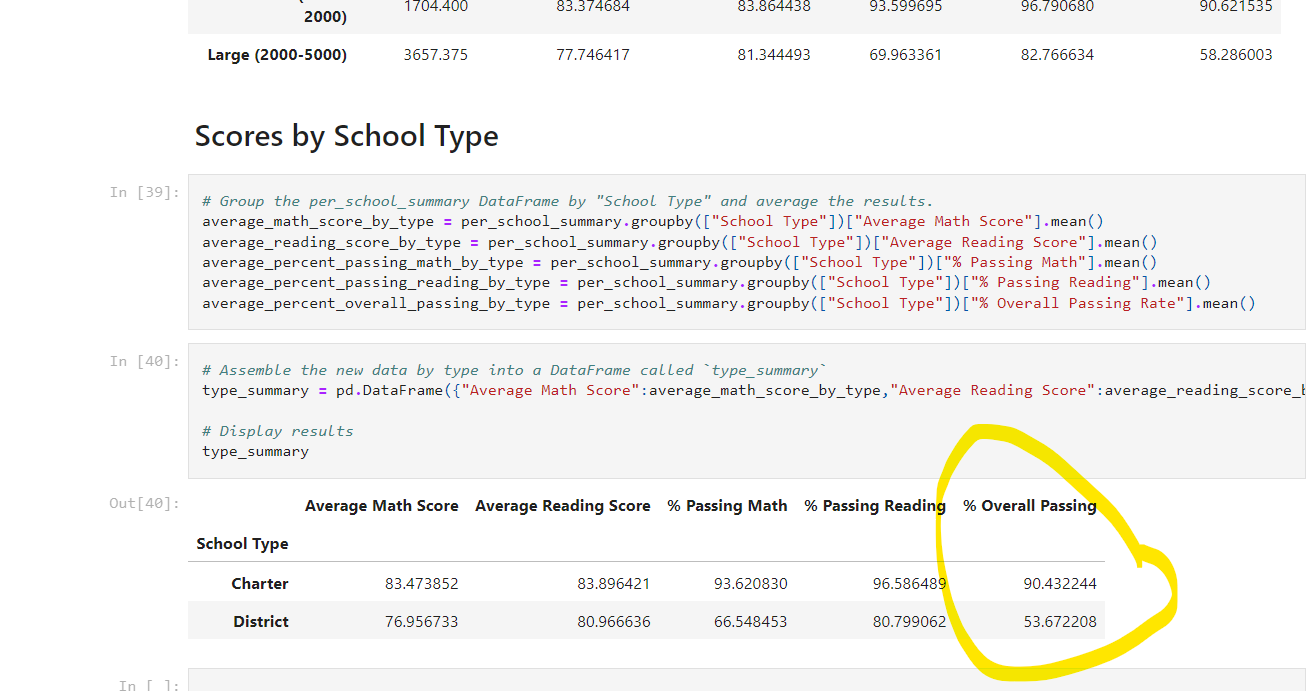 2000)
1704.400 83.374684 83.864438 93.599695 96.790680 90.621535
Large (2000-5000) 3657.375 77.746417 81.344493 69.963361 82.766634 58.286003
Scores by School Type
In [39]:
# Group the per_school_summary DataFrame by "School Type" and average the results.
average_math_score_by_type = per_school_summary.groupby(["School Type"])["Average Math Score"].mean()
average_reading_score_by_type = per_school_summary.groupby(["School Type"])["Average Reading Score"].mean()
average_percent_passing_math_by_type = per_school_summary.groupby(["School Type"])["% Passing Math"].mean()
average_percent_passing_reading_by_type = per_school_summary.groupby(["School Type"])["% Passing Reading"].mean()
average_percent_overall_passing_by_type = per_school_summary.groupby(["School Type"])["% Overall Passing Rate"].mean()
In [40]:
# Assemble the new data by type into a DataFrame called `type_summary`
type_summary = pd.DataFrame({"Average Math Score":average_math_score_by_type,"Average Reading Score":average_reading_score_
# Display results
type_summary
Out[40]:
Average Math Score Average Reading Score % Passing Math % Passing Reading % Overall Passing
School Type
Charter 83.473852 83.896421 93.620830 96.586489 90.432244
District 76.956733 80.966636 66.548453 80.799062 53.672208
In [ ]: